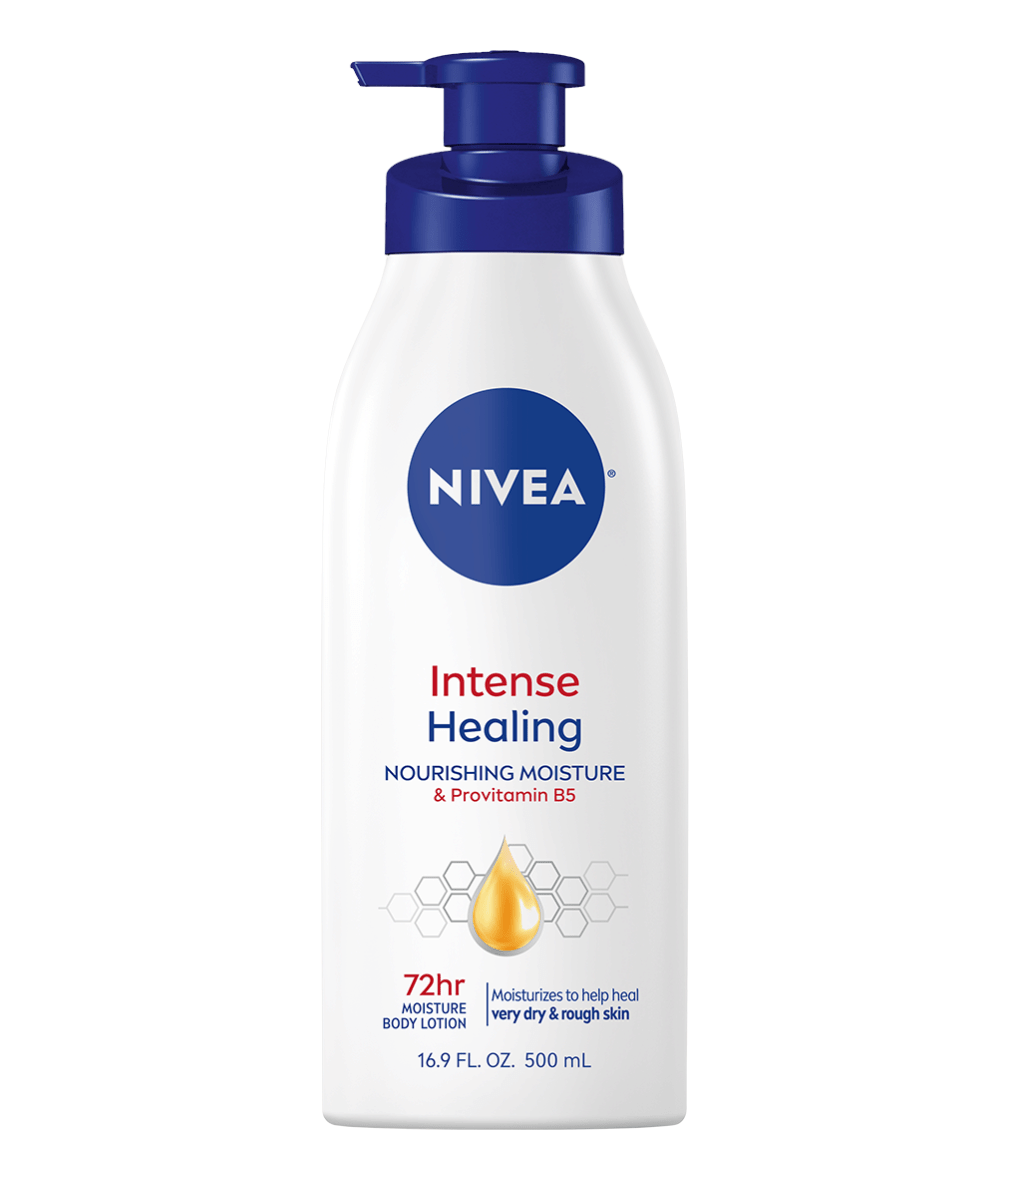 NIVEA®
Intense
Healing
NOURISHING MOISTURE
& Provitamin B5
72hr
MOISTURE
BODY LOTION
Moisturizes to help heal
very dry & rough skin
16.9 FL. OZ. 500 mL